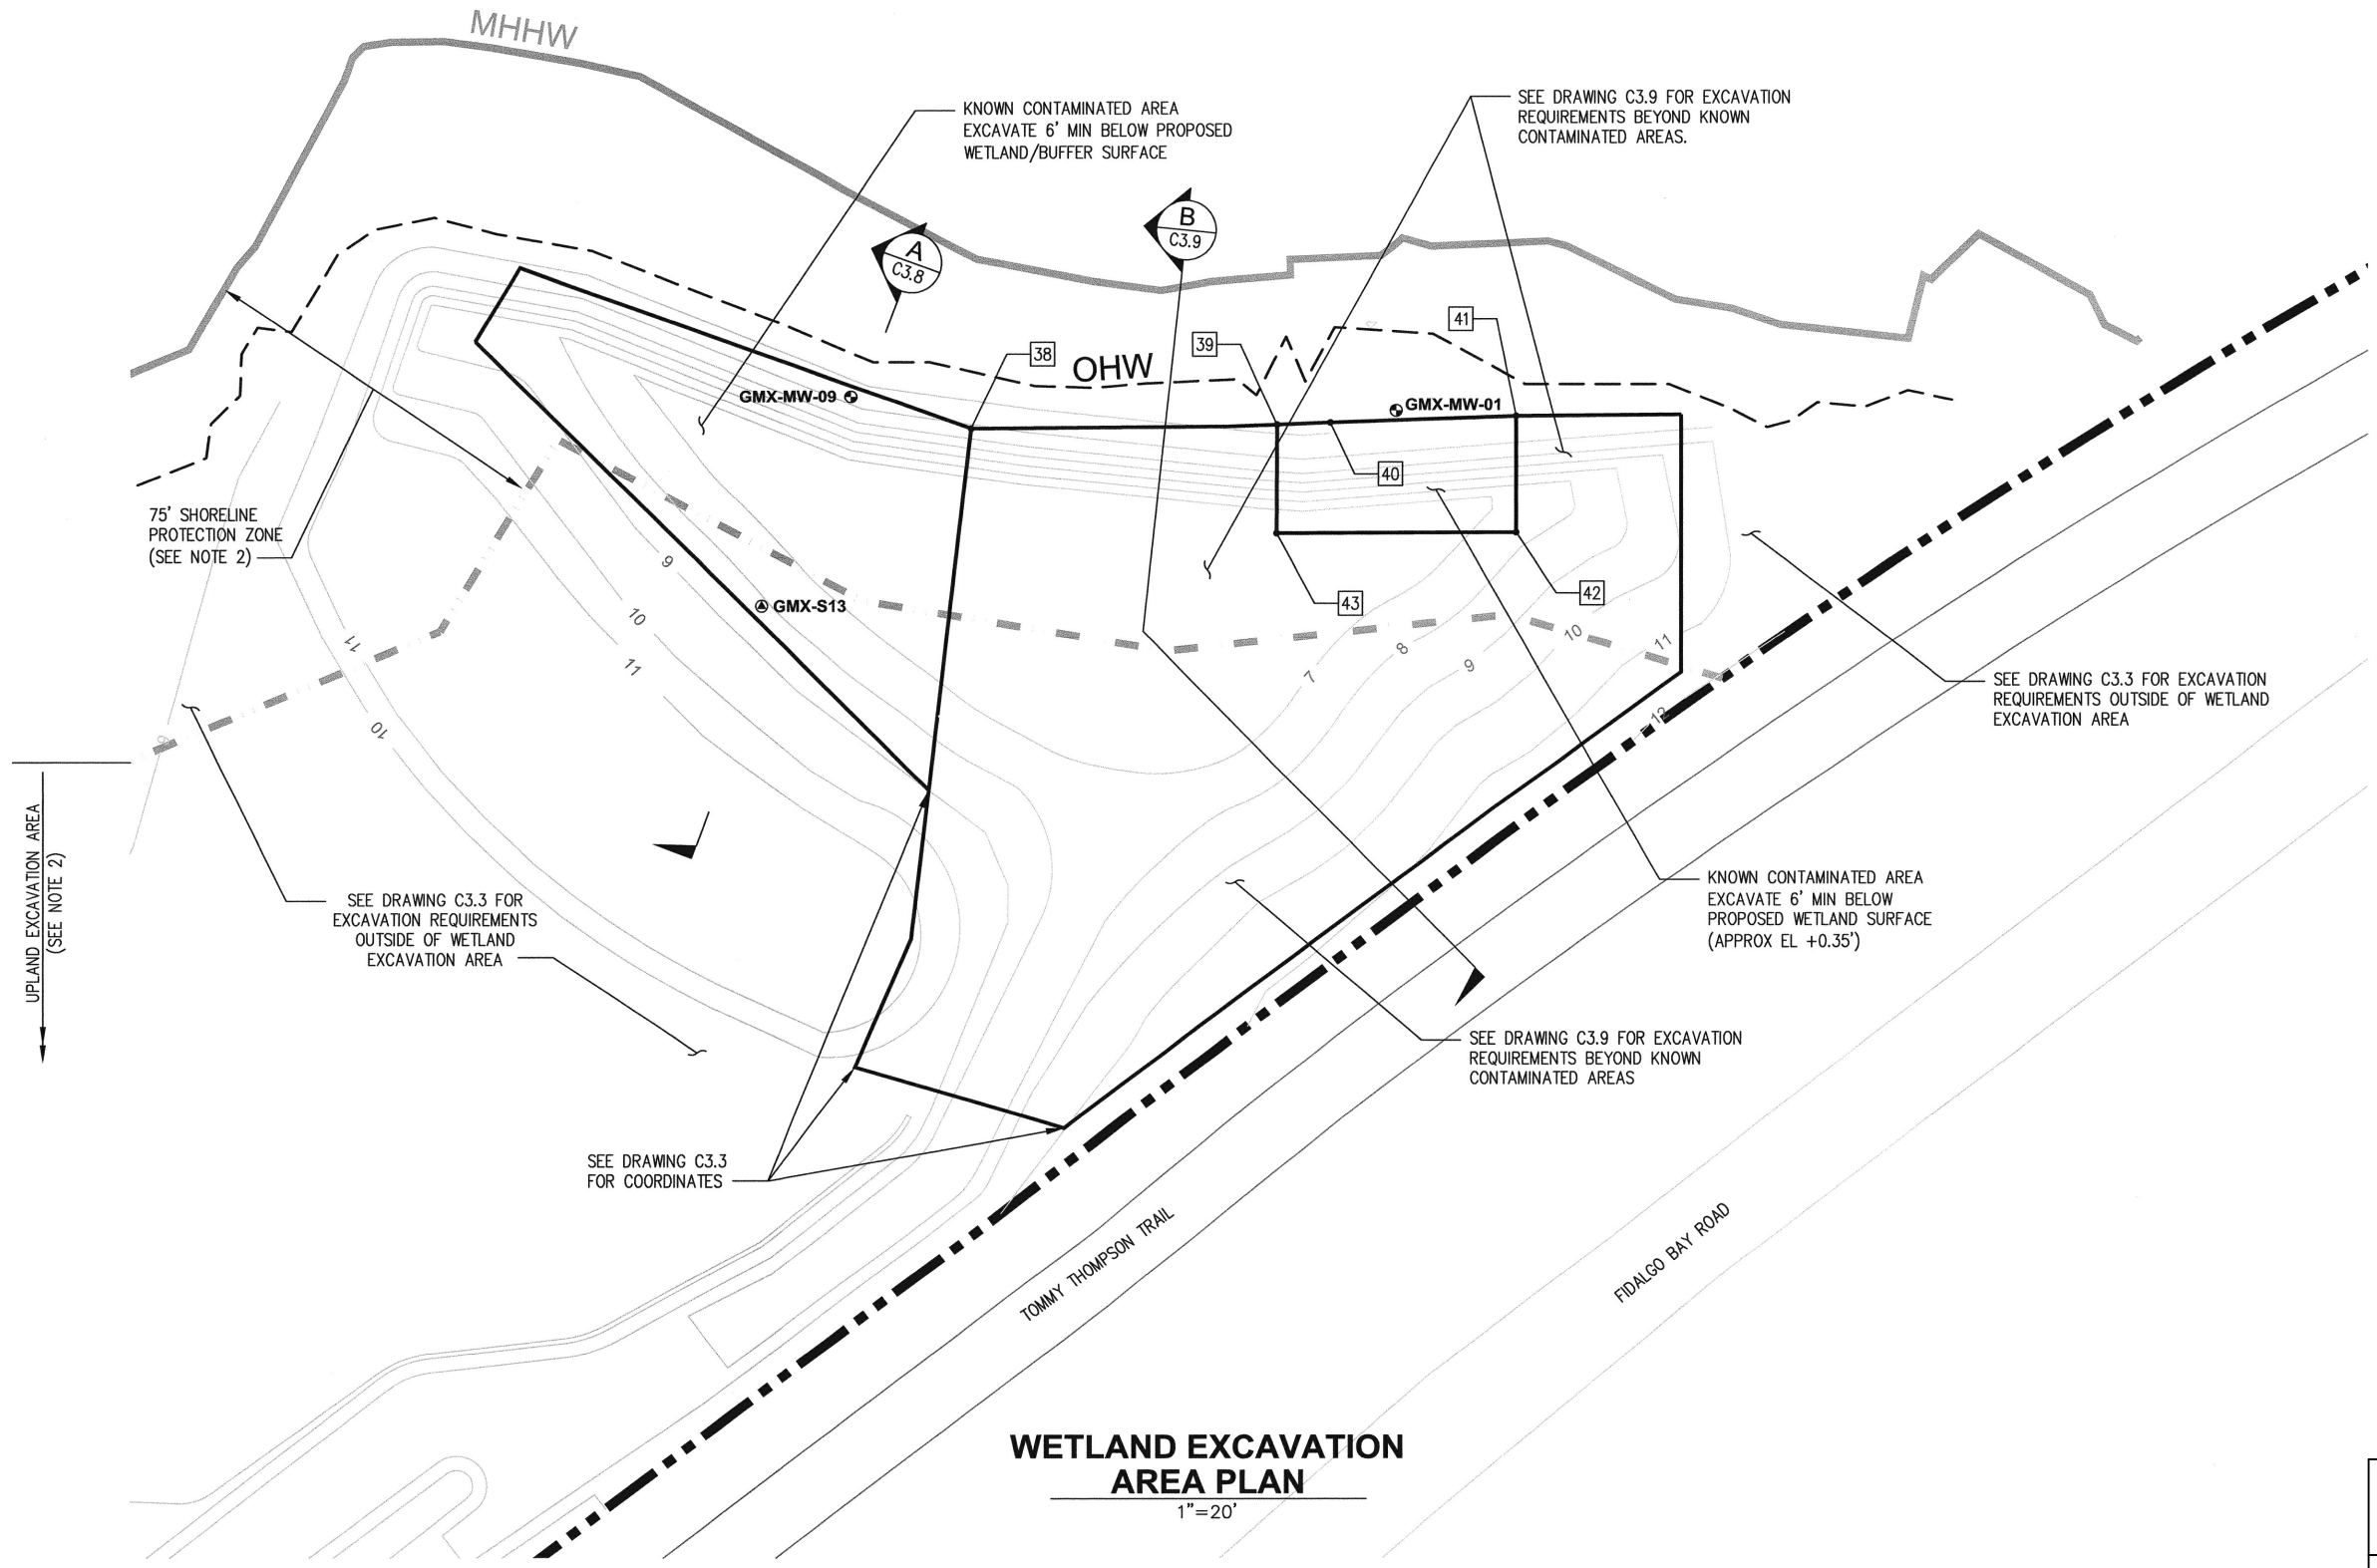 MHHW
KNOWN CONTAMINATED AREA
EXCAVATE 6' MIN BELOW PROPOSED
WETLAND/BUFFER SURFACE
SEE DRAWING C3.9 FOR EXCAVATION
REQUIREMENTS BEYOND KNOWN
CONTAMINATED AREAS.
A
C3.8
B
C3.9
38
39
41
OHW
GMX-MW-09
GMX-MW-01
40
75' SHORELINE
PROTECTION ZONE
(SEE NOTE 2)
9
GMX-S13
10
11
43
42
11
10
9
7
8
9
10
11
12
SEE DRAWING C3.3 FOR EXCAVATION
REQUIREMENTS OUTSIDE OF WETLAND
EXCAVATION AREA
UPLAND EXCAVATION AREA
(SEE NOTE 2)
SEE DRAWING C3.3 FOR
EXCAVATION REQUIREMENTS
OUTSIDE OF WETLAND
EXCAVATION AREA
KNOWN CONTAMINATED AREA
EXCAVATE 6' MIN BELOW
PROPOSED WETLAND SURFACE
(APPROX EL +0.35')
SEE DRAWING C3.9 FOR EXCAVATION
REQUIREMENTS BEYOND KNOWN
CONTAMINATED AREAS
SEE DRAWING C3.3
FOR COORDINATES
TOMMY THOMPSON TRAIL
FIDALGO BAY ROAD
WETLAND EXCAVATION
AREA PLAN
1"=20'